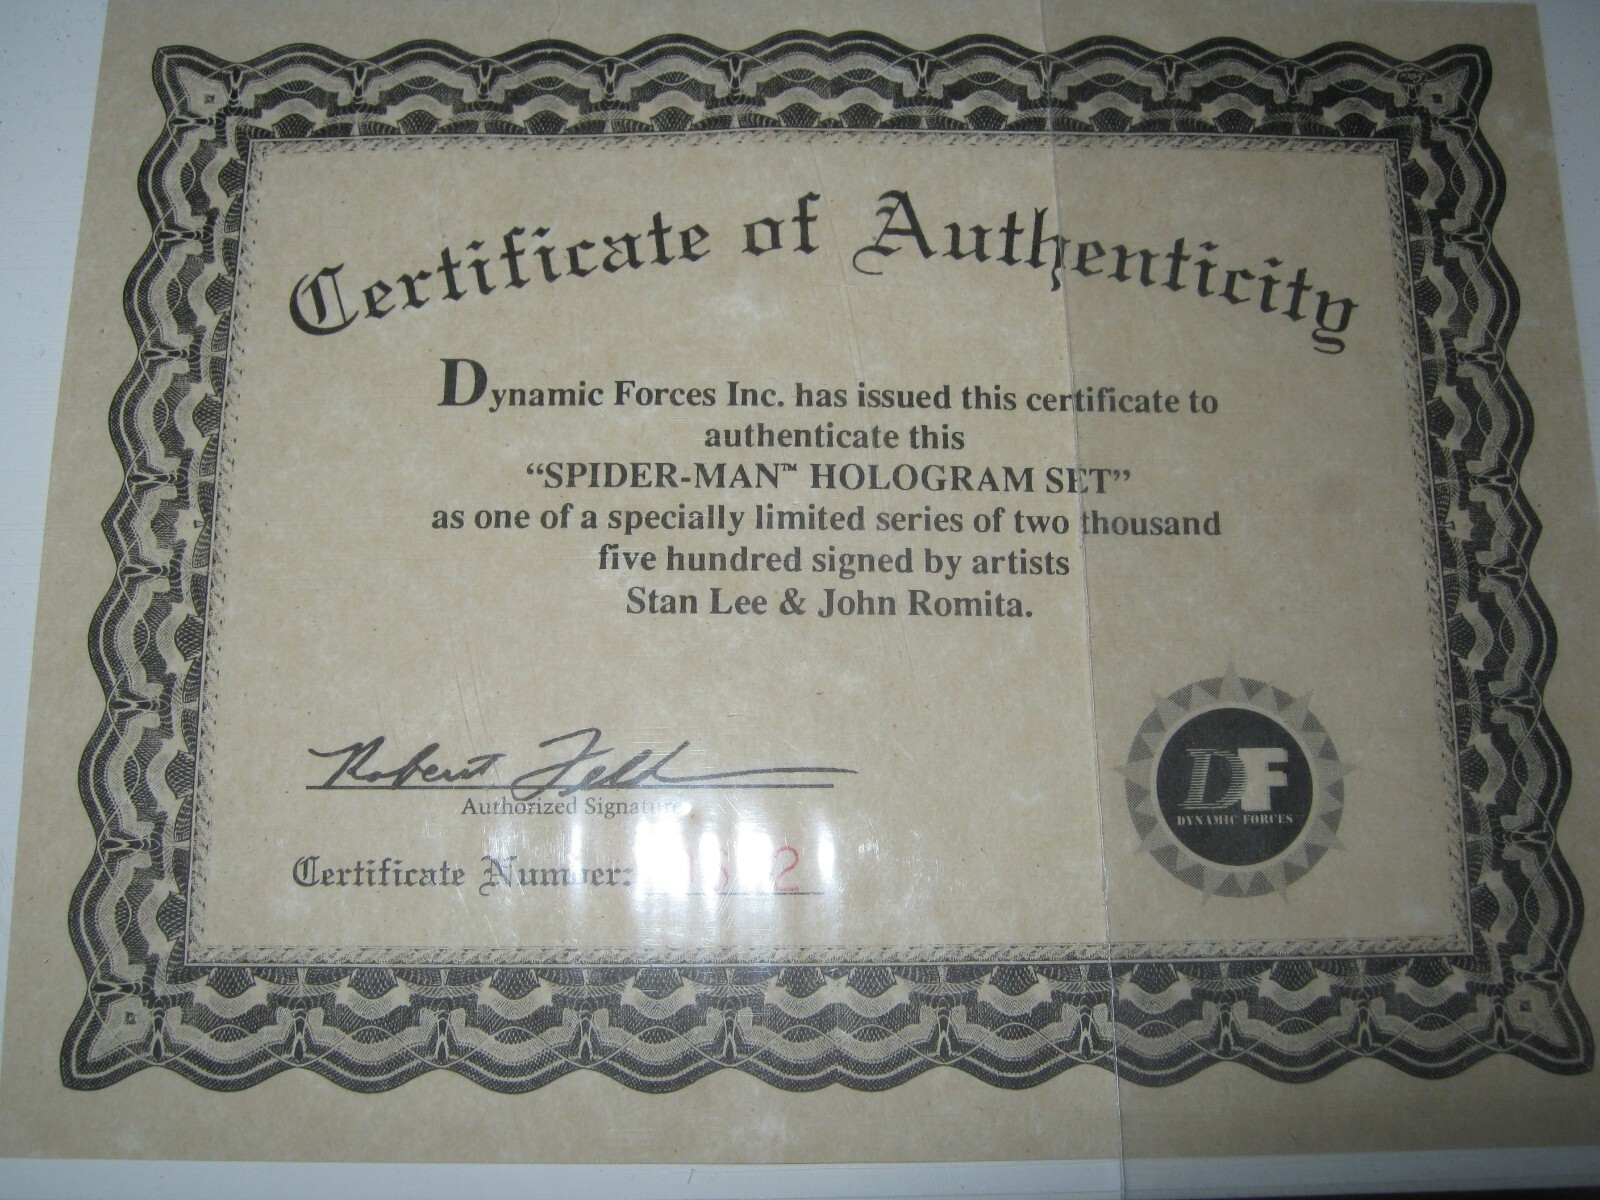 Certificate of Authenticity
Dynamic Forces Inc. has issued this certificate to
authenticate this
“SPIDER-MAN™ HOLOGRAM SET”
as one of a specially limited series of two thousand
five hundred signed by artists
Stan Lee & John Romita.
Robert Feld
Authorized Signature
Certificate Number:
DF
DYNAMIC FORCES